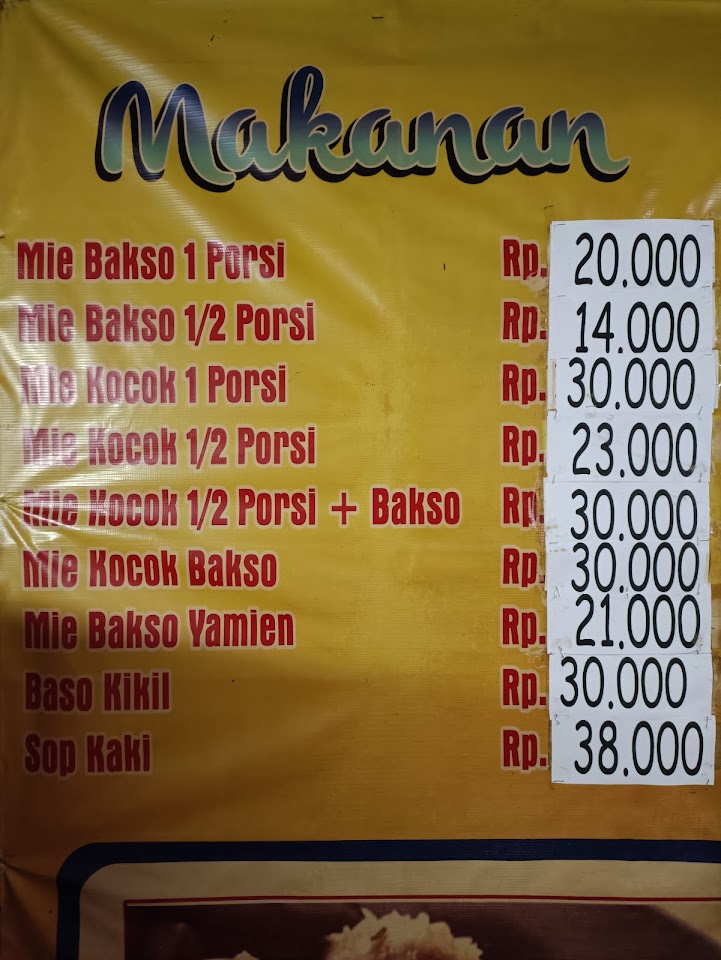 Makanan
Mie Bakso 1 Porsi Rp. 20.000
Mie Bakso 1/2 Porsi Rp. 14.000
Mie Kocok 1 Porsi Rp. 30.000
Mie Kocok 1/2 Porsi Rp. 23.000
Mie Kocok 1/2 Porsi + Bakso Rp. 30.000
Mie Kocok Bakso Rp. 30.000
Mie Bakso Yamien Rp. 21.000
Baso Kikil Rp. 30.000
Sop Kaki Rp. 38.000